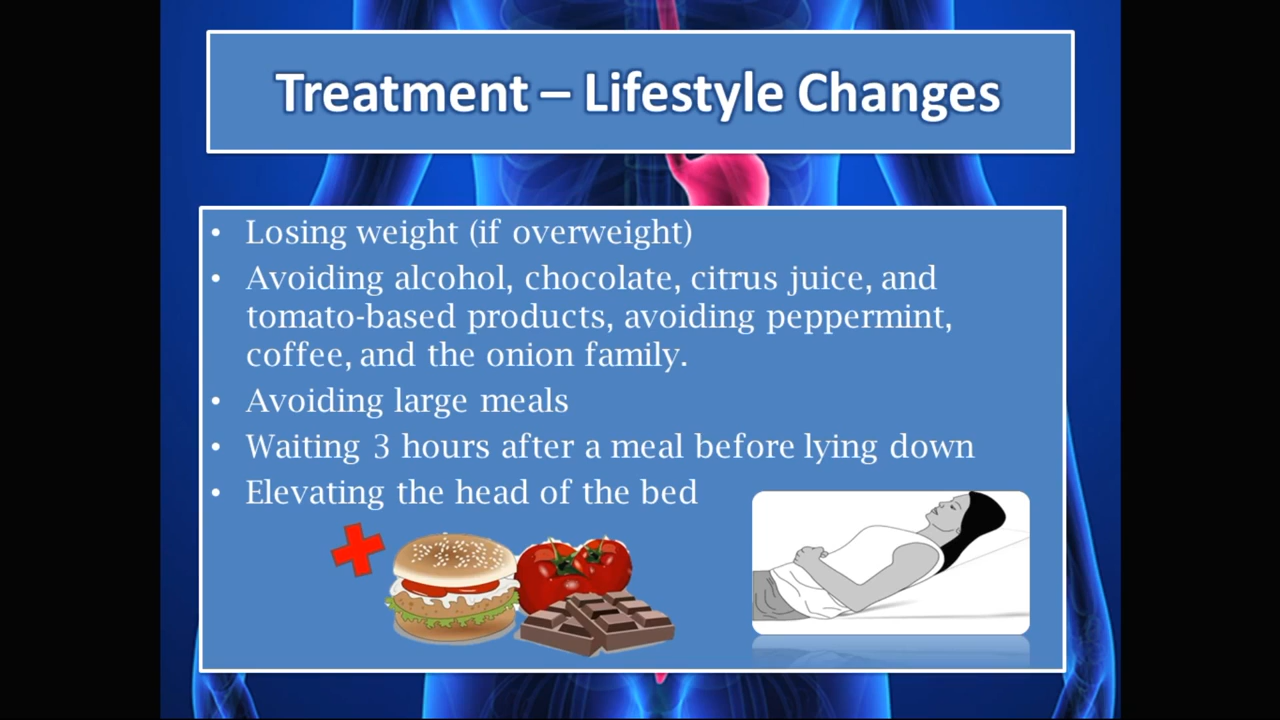 Treatment – Lifestyle Changes
• Losing weight (if overweight)
• Avoiding alcohol, chocolate, citrus juice, and
tomato-based products, avoiding peppermint,
coffee, and the onion family.
• Avoiding large meals
• Waiting 3 hours after a meal before lying down
• Elevating the head of the bed